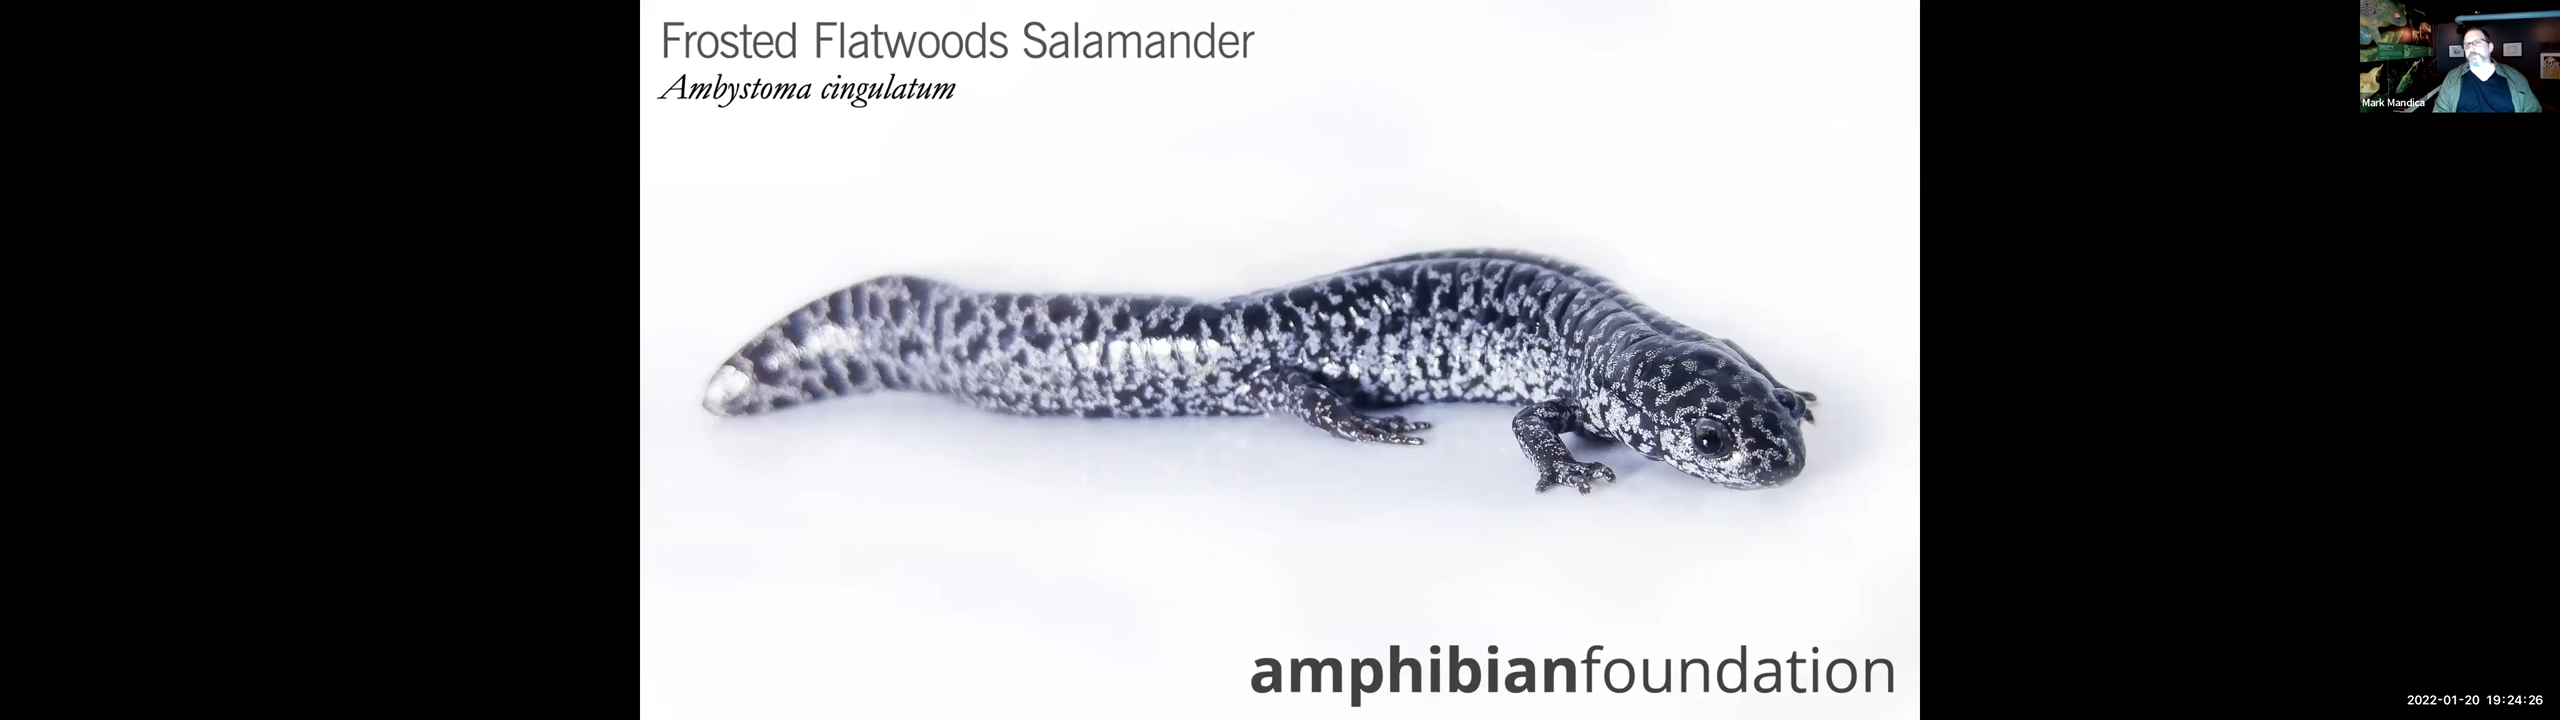 Frosted Flatwoods Salamander
Ambystoma cingulatum
Mark Mandica
amphibianfoundation
2022-01-20 19:24:26